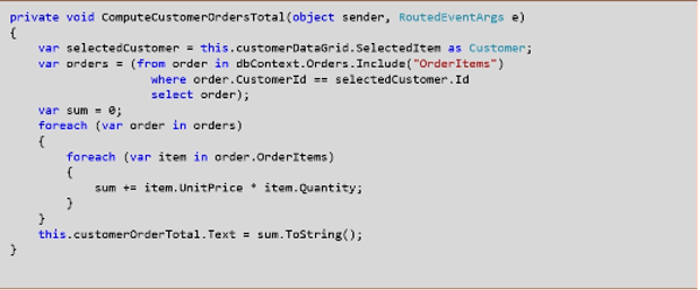 private void ComputeCustomerOrdersTotal(object sender, RoutedEventArgs e)
{
    var selectedCustomer = this.customerDataGrid.SelectedItem as Customer;
    var orders = (from order in dbContext.Orders.Include("OrderItems")
                  where order.CustomerId == selectedCustomer.Id
                  select order);
    var sum = 0;
    foreach (var order in orders)
    {
        foreach (var item in order.OrderItems)
        {
            sum += item.UnitPrice * item.Quantity;
        }
    }
    this.customerOrderTotal.Text = sum.ToString();
}